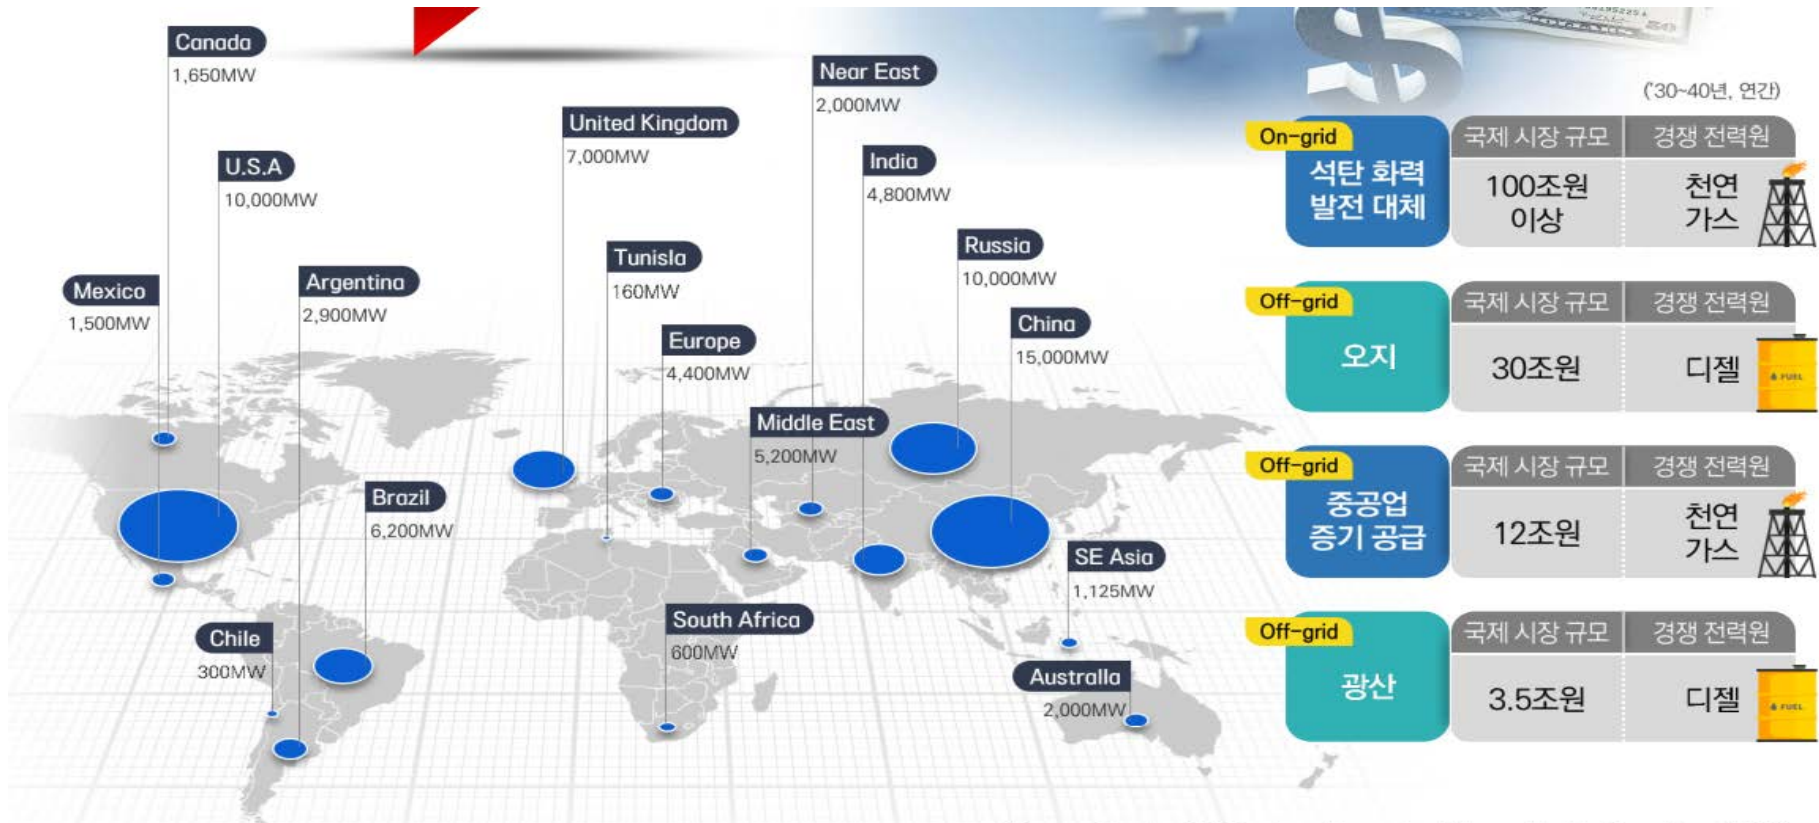 Canada
1,650MW
U.S.A
10,000MW
Mexico
1,500MW
Argentina
2,900MW
Brazil
6,200MW
Chile
300MW
United Kingdom
7,000MW
Tunisla
160MW
Europe
4,400MW
Near East
2,000MW
India
4,800MW
Russia
10,000MW
China
15,000MW
Middle East
5,200MW
South Africa
600MW
SE Asia
1,125MW
Australla
2,000MW
('30~40년, 연간)
On-grid
석탄 화력
발전 대체
국제 시장 규모
경쟁 전력원
100조원
이상
천연
가스
Off-grid
오지
국제 시장 규모
경쟁 전력원
30조원
디젤
FUEL
Off-grid
중공업
증기 공급
국제 시장 규모
경쟁 전력원
12조원
천연
가스
Off-grid
광산
국제 시장 규모
경쟁 전력원
3.5조원
디젤
FUEL